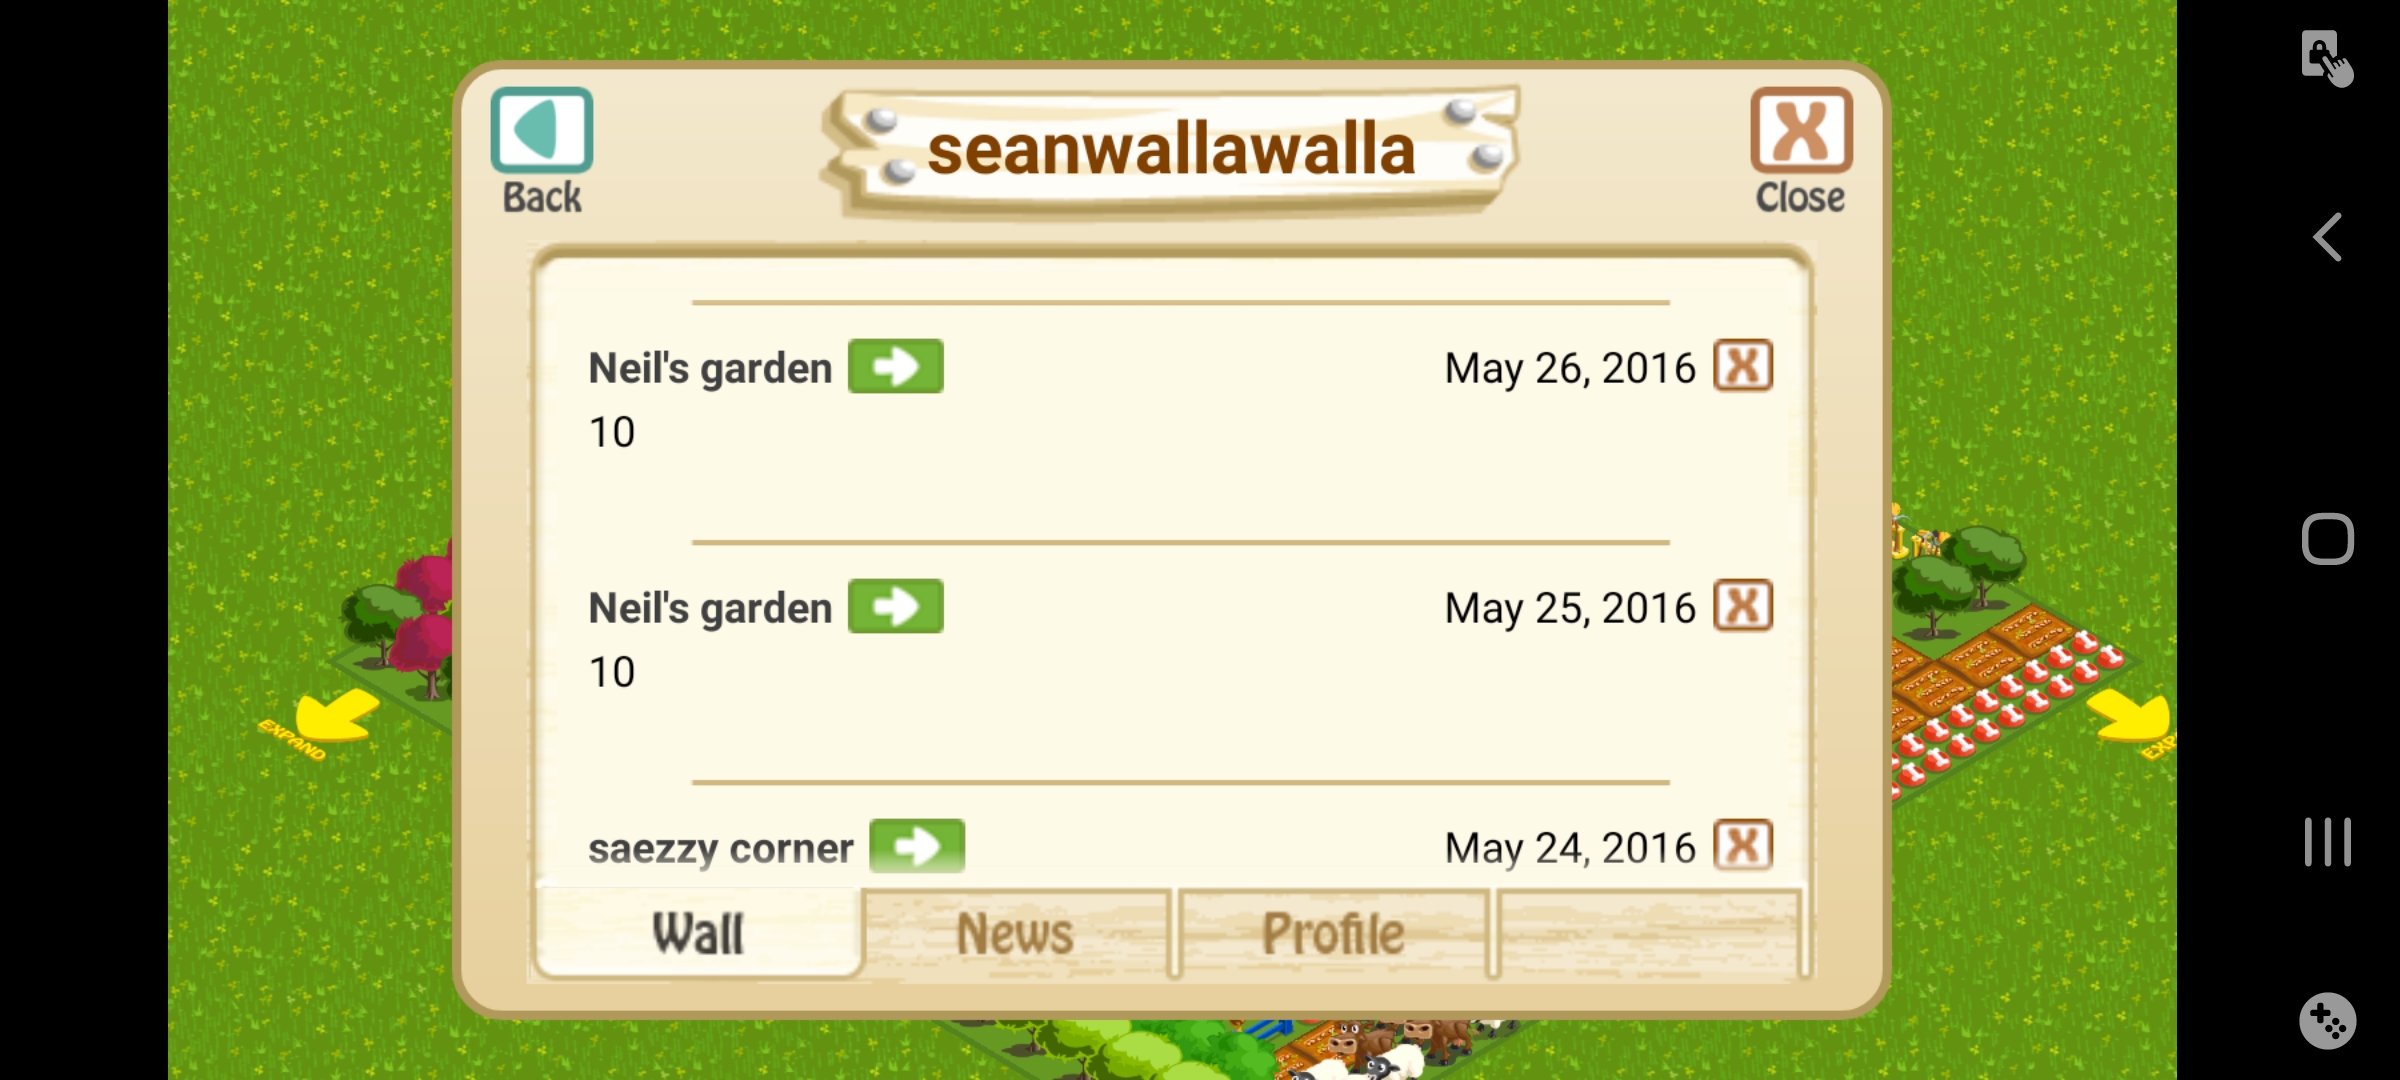 seanwallawalla
Back
Close
Neil's garden
May 26, 2016
10
Neil's garden
May 25, 2016
10
saezzy corner
May 24, 2016
EXPAND
Wall
News
Profile